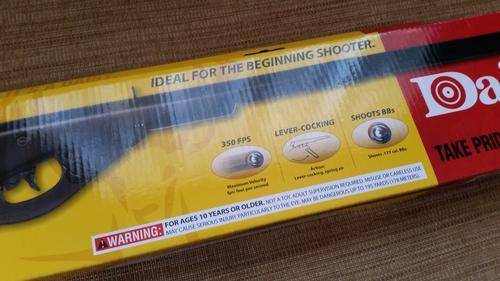 IDEAL FOR THE BEGINNING SHOOTER.
350 FPS
Maximum Velocity
feet per second
LEVER-COCKING
Action:
Lever-cocking, spring air
SHOOTS BBs
Shoots .177 cal. BBs
Dai
TAKE PRID
WARNING:
FOR AGES 10 YEARS OR OLDER. NOT A TOY. ADULT SUPERVISION REQUIRED. MISUSE OR CARELESS USE
MAY CAUSE SERIOUS INJURY PARTICULARLY TO THE EYE. MAY BE DANGEROUS UP TO 195 YARDS (178 METERS).